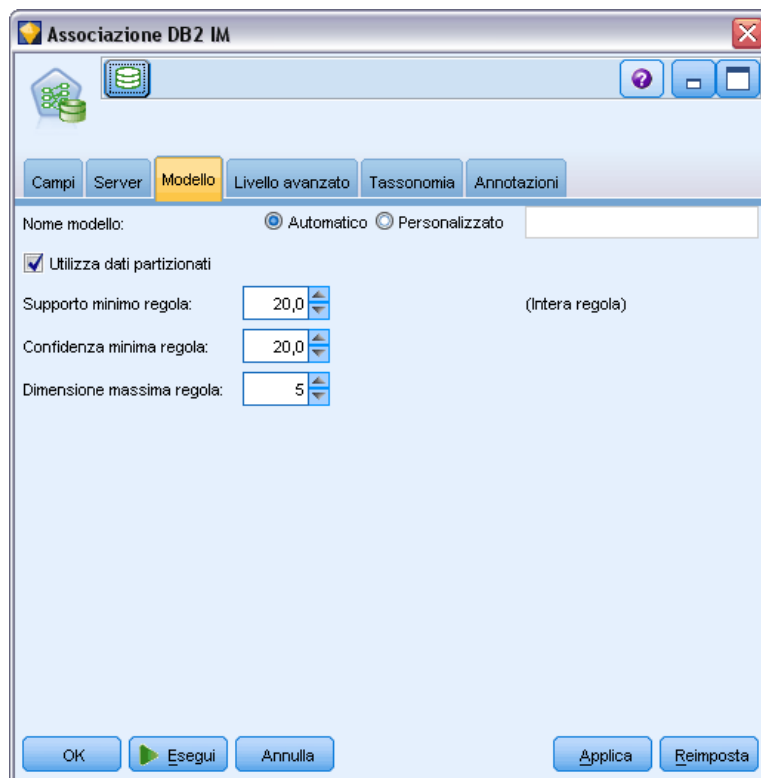 Associazione DB2 IM
Campi Server Modello Livello avanzato Tassonomia Annotazioni
Nome modello: Automatico Personalizzato
Utilizza dati partizionati
Supporto minimo regola: 20,0 (Intera regola)
Confidenza minima regola: 20,0
Dimensione massima regola: 5
OK Esegui Annulla Applica Reimposta